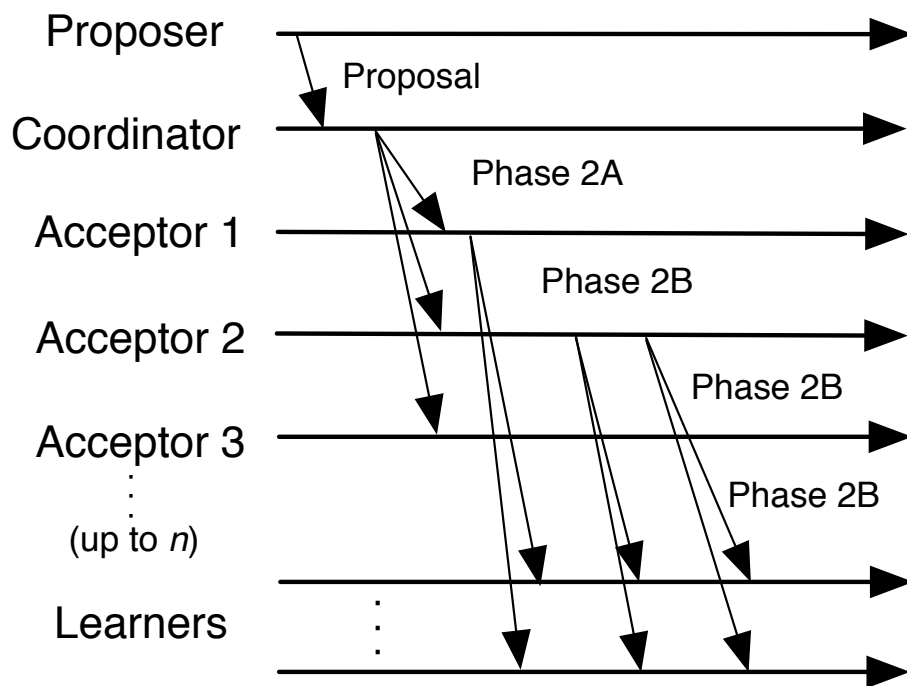 Proposer
Proposal
Coordinator
Phase 2A
Acceptor 1
Phase 2B
Acceptor 2
Phase 2B
Acceptor 3
Phase 2B
(up to n)
Learners